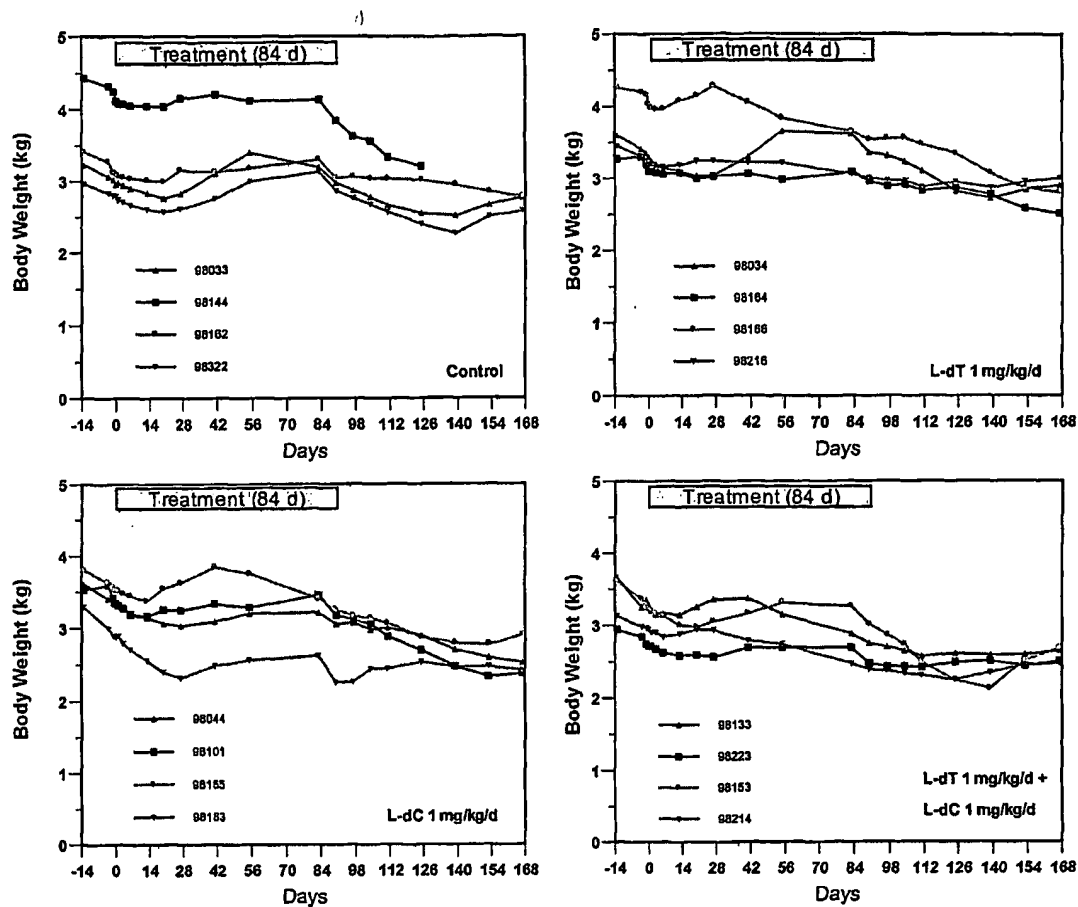 Treatment (84 d)
5
4
3
2
1
0
Body Weight (kg)
98033
98144
98162
98322
Control
-14 0 14 28 42 56 70 84 98 112 126 140 154 168
Days
Treatment (84 d)
5
4
3
2
1
0
Body Weight (kg)
98034
98164
98166
98216
L-dT 1 mg/kg/d
-14 0 14 28 42 56 70 84 98 112 126 140 154 168
Days
Treatment (84 d)
5
4
3
2
1
0
Body Weight (kg)
98044
98101
98155
98183
L-dC 1 mg/kg/d
-14 0 14 28 42 56 70 84 98 112 126 140 154 168
Days
Treatment (84 d)
5
4
3
2
1
0
Body Weight (kg)
98133
98223
98153
98214
L-dT 1 mg/kg/d +
L-dC 1 mg/kg/d
-14 0 14 28 42 56 70 84 98 112 126 140 154 168
Days